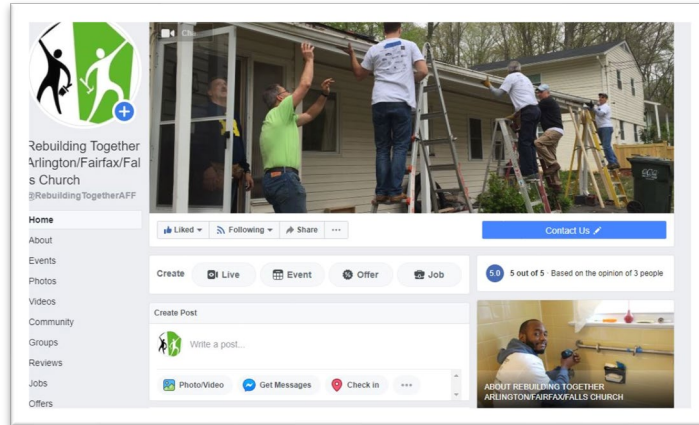 Rebuilding Together
Arlington/Fairfax/Fal
s Church
@RebuildingTogetherAFF
Home
About
Events
Photos
Videos
Community
Groups
Reviews
Jobs
Offers
Liked
Following
Share
Contact Us
Create
Live
Event
Offer
Job
5.0
5 out of 5 · Based on the opinion of 3 people
Create Post
Write a post...
Photo/Video
Get Messages
Check in
ABOUT REBUILDING TOGETHER
ARLINGTON/FAIRFAX/FALLS CHURCH